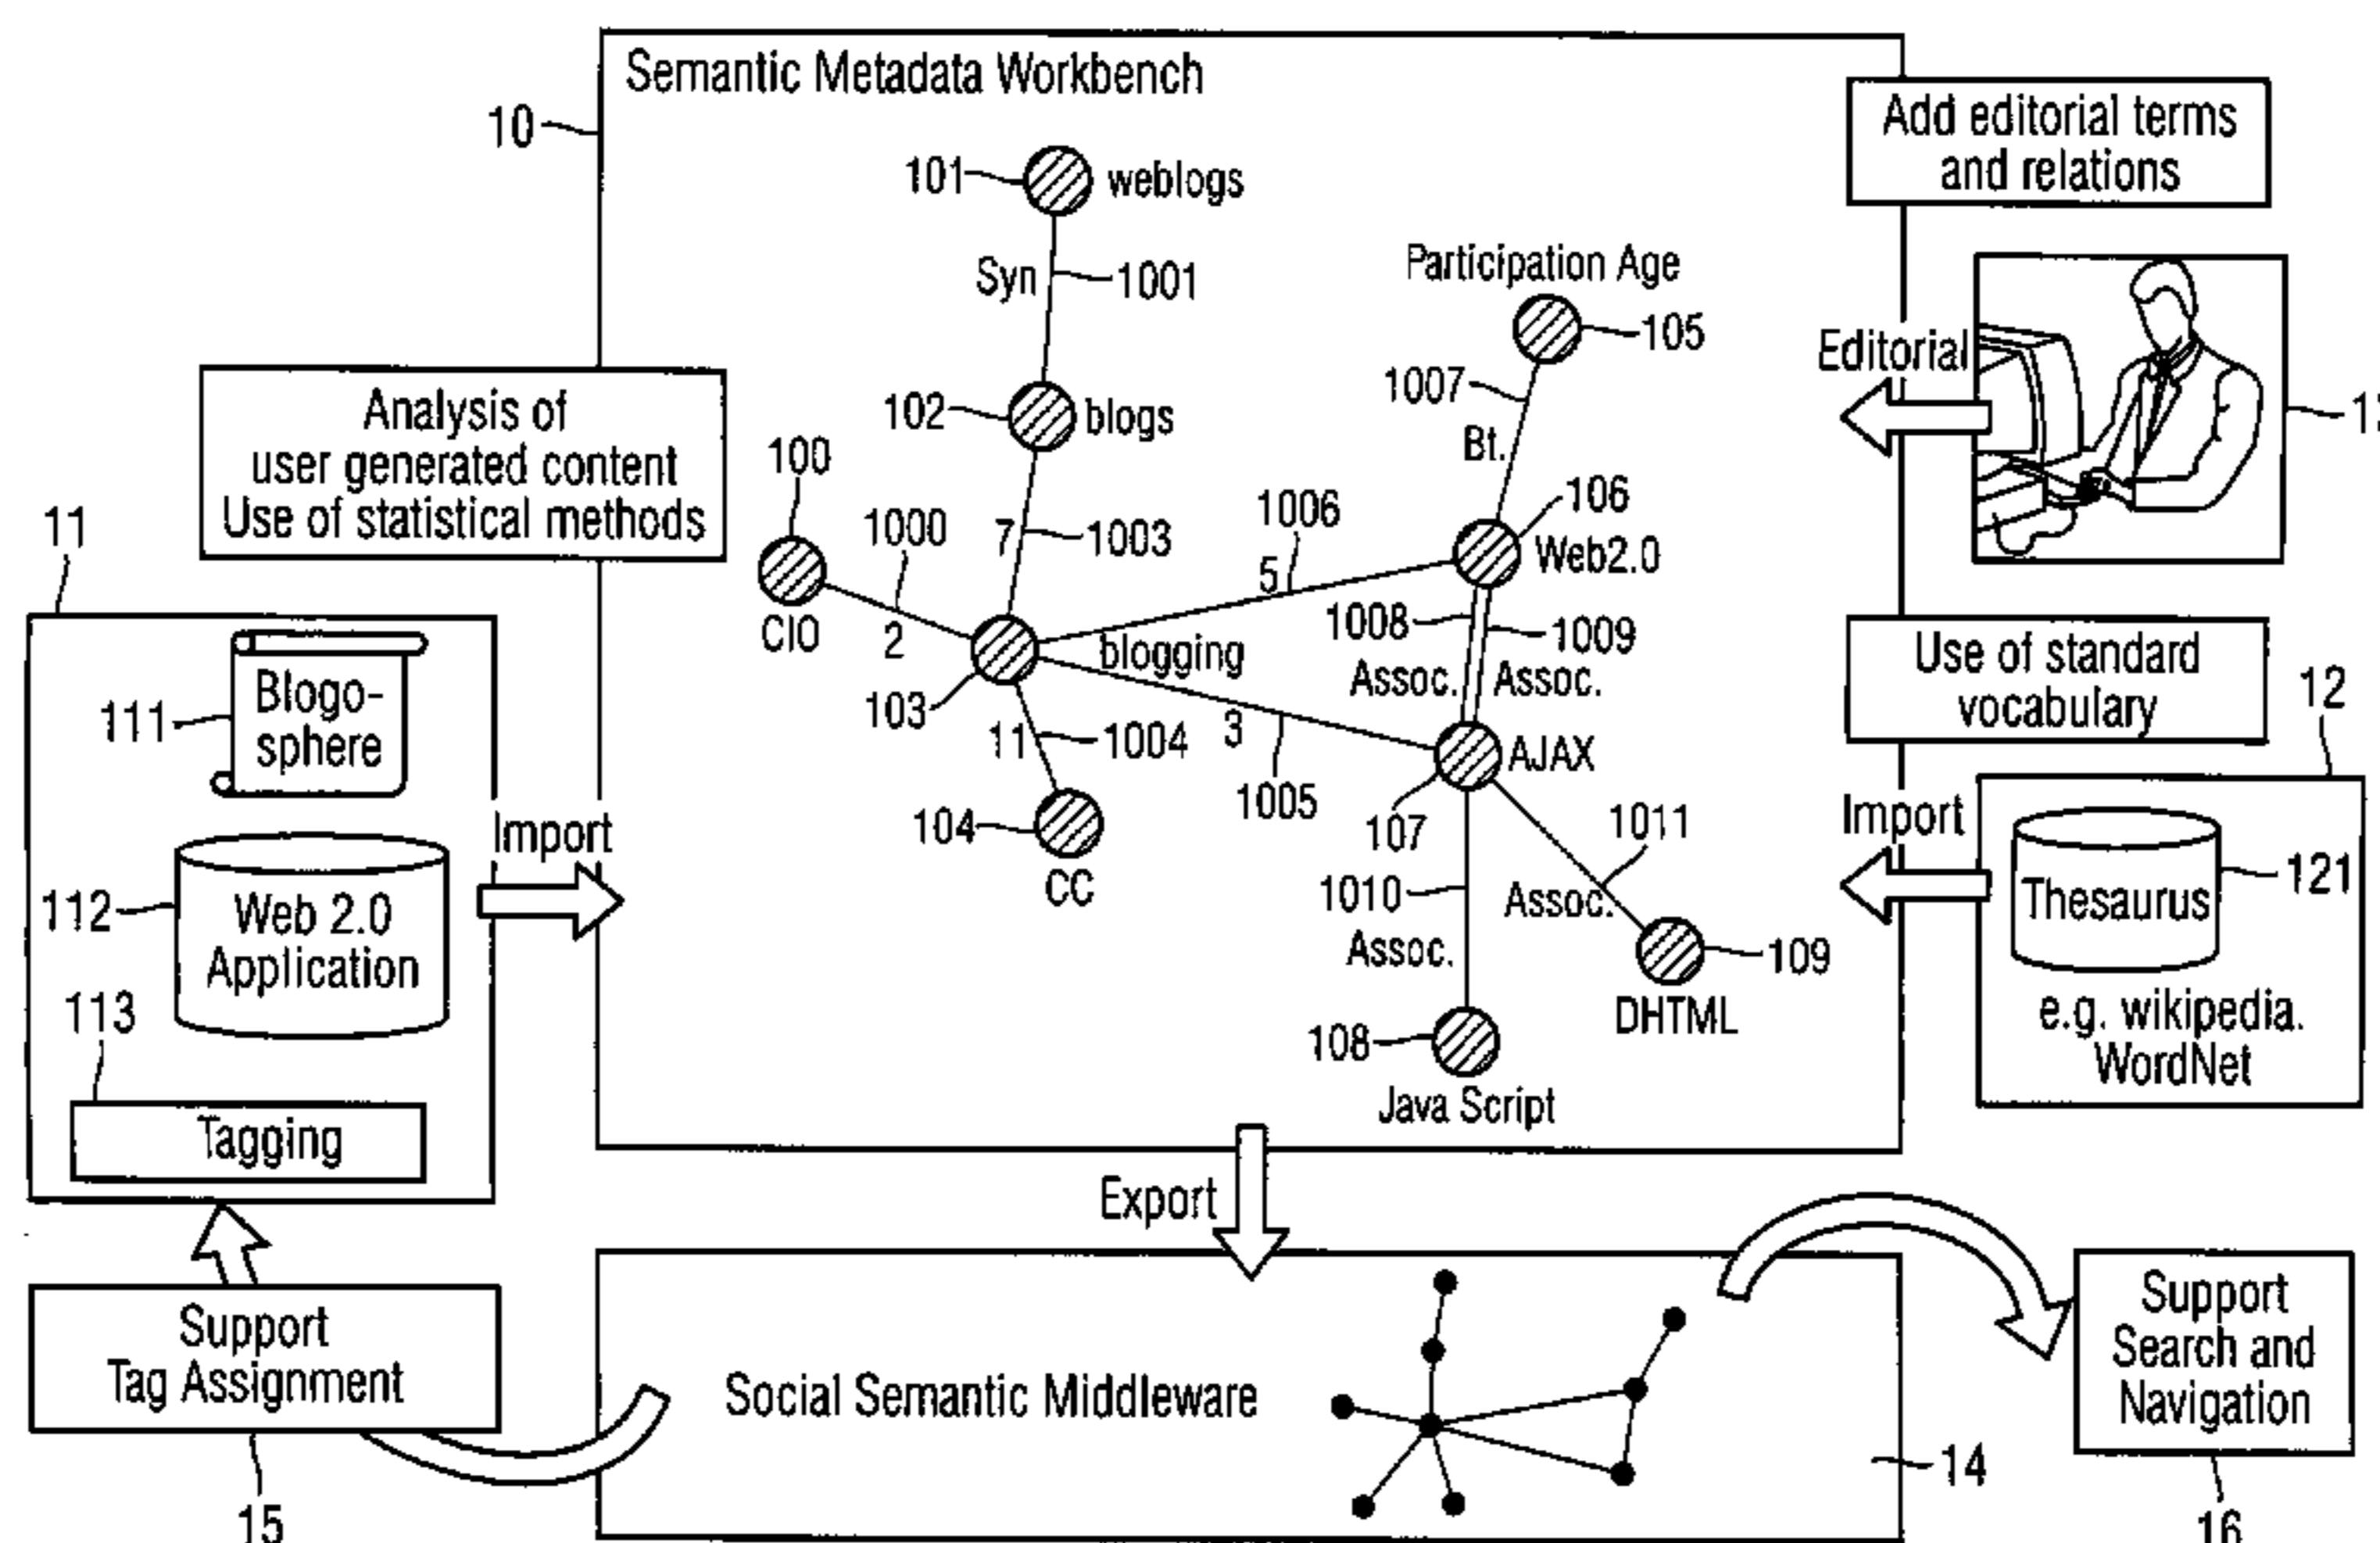 Semantic Metadata Workbench
10
Add editorial terms
and relations
101
weblogs
Syn
1001
Participation Age
105
Editorial
1007
Bt.
Analysis of
user generated content
Use of statistical methods
102
blogs
100
1000
7
1003
1006
5
106
Web2.0
11
CIO
2
blogging
103
1008
1009
Assoc.
Assoc.
Use of standard
vocabulary
12
111
Blogo-
sphere
11
1004
3
1005
AJAX
107
104
CC
Import
112
Web 2.0
Application
1011
1010
Assoc.
Assoc.
Import
Thesaurus
121
109
DHTML
e.g. wikipedia.
WordNet
113
Tagging
108
Java Script
Export
Support
Tag Assignment
15
Social Semantic Middleware
14
Support
Search and
Navigation
16